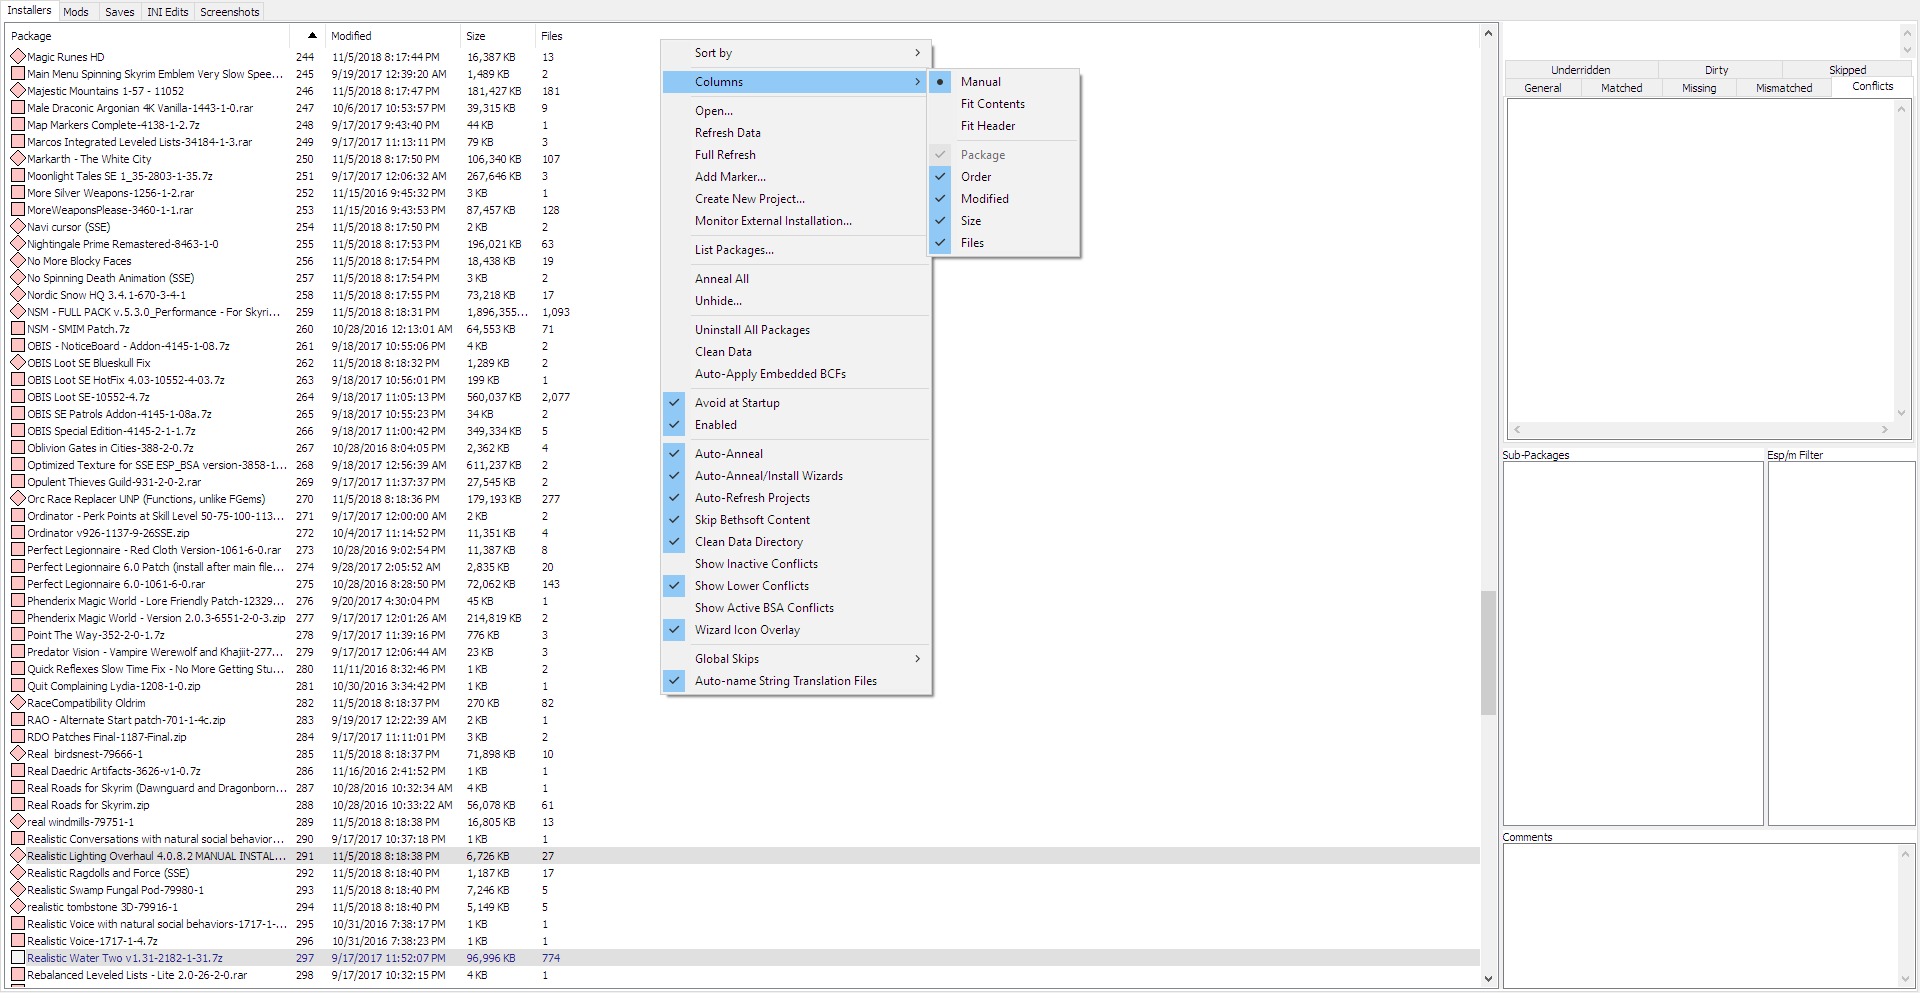 Installers Mods Saves INI Edits Screenshots
Package Modified Size Files
Magic Runes HD 244 11/5/2018 8:17:44 PM 16,387 KB 13
Main Menu Spinning Skyrim Emblem Very Slow Spee... 245 9/19/2017 12:39:20 AM 1,489 KB 2
Majestic Mountains 1-57 - 11052 246 11/5/2018 8:17:47 PM 181,427 KB 181
Male Draconic Argonian 4K Vanilla-1443-1-0.rar 247 10/6/2017 10:53:57 PM 39,315 KB 9
Map Markers Complete-4138-1-2.7z 248 9/17/2017 9:43:40 PM 44 KB 1
Marcos Integrated Leveled Lists-34184-1-3.rar 249 9/17/2017 11:13:11 PM 79 KB 3
Markarth - The White City 250 11/5/2018 8:17:50 PM 106,340 KB 107
Moonlight Tales SE 1_35-2803-1-35.7z 251 9/17/2017 12:06:32 AM 267,646 KB 3
More Silver Weapons-1256-1-2.rar 252 11/15/2016 9:45:32 PM 3 KB 1
MoreWeaponsPlease-3460-1-1.rar 253 11/15/2016 9:43:53 PM 87,457 KB 128
Navi cursor (SSE) 254 11/5/2018 8:17:50 PM 2 KB 2
Nightingale Prime Remastered-8463-1-0 255 11/5/2018 8:17:53 PM 196,021 KB 63
No More Blocky Faces 256 11/5/2018 8:17:54 PM 18,438 KB 19
No Spinning Death Animation (SSE) 257 11/5/2018 8:17:54 PM 3 KB 2
Nordic Snow HQ 3.4.1-670-3-4-1 258 11/5/2018 8:17:55 PM 73,218 KB 17
NSM - FULL PACK v.5.3.0_Performance - For Skyri... 259 11/5/2018 8:18:31 PM 1,896,355... 1,093
NSM - SMIM Patch.7z 260 10/28/2016 12:13:01 AM 64,553 KB 71
OBIS - NoticeBoard - Addon-4145-1-08.7z 261 9/18/2017 10:55:06 PM 4 KB 2
OBIS Loot SE Blueskull Fix 262 11/5/2018 8:18:32 PM 1,289 KB 2
OBIS Loot SE HotFix 4.03-10552-4-03.7z 263 9/18/2017 10:56:01 PM 199 KB 1
OBIS Loot SE-10552-4.7z 264 9/18/2017 11:05:13 PM 560,037 KB 2,077
OBIS SE Patrols Addon-4145-1-08a.7z 265 9/18/2017 10:55:23 PM 34 KB 2
OBIS Special Edition-4145-2-1-1.7z 266 9/18/2017 11:00:42 PM 349,334 KB 5
Oblivion Gates in Cities-388-2-0.7z 267 10/28/2016 8:04:05 PM 2,362 KB 4
Optimized Texture for SSE ESP_BSA version-3858-1... 268 9/18/2017 12:56:39 AM 611,237 KB 2
Opulent Thieves Guild-931-2-0-2.rar 269 9/17/2017 11:37:37 PM 27,545 KB 2
Orc Race Replacer UNP (Functions, unlike FGems) 270 11/5/2018 8:18:36 PM 179,193 KB 277
Ordinator - Perk Points at Skill Level 50-75-100-113... 271 9/17/2017 12:00:00 AM 2 KB 2
Ordinator v926-1137-9-26SSE.zip 272 10/4/2017 11:14:52 PM 11,351 KB 4
Perfect Legionnaire - Red Cloth Version-1061-6-0.rar 273 10/28/2016 9:02:54 PM 11,387 KB 8
Perfect Legionnaire 6.0 Patch (install after main file... 274 9/28/2017 2:05:52 AM 2,835 KB 20
Perfect Legionnaire 6.0-1061-6-0.rar 275 10/28/2016 8:28:50 PM 72,062 KB 143
Phenderix Magic World - Lore Friendly Patch-12329... 276 9/20/2017 4:30:04 PM 45 KB 1
Phenderix Magic World - Version 2.0.3-6551-2-0-3.zip 277 9/17/2017 12:01:26 AM 214,819 KB 2
Point The Way-352-2-0-1.7z 278 9/17/2017 11:39:16 PM 776 KB 3
Predator Vision - Vampire Werewolf and Khajiit-277... 279 9/17/2017 12:06:44 AM 23 KB 3
Quick Reflexes Slow Time Fix - No More Getting Stu... 280 11/11/2016 8:32:46 PM 1 KB 2
Quit Complaining Lydia-1208-1-0.zip 281 10/30/2016 3:34:42 PM 1 KB 1
RaceCompatibility Oldrim 282 11/5/2018 8:18:37 PM 270 KB 82
RAO - Alternate Start patch-701-1-4c.zip 283 9/19/2017 12:22:39 AM 2 KB 1
RDO Patches Final-1187-Final.zip 284 9/17/2017 11:11:01 PM 3 KB 2
Real birdsnest-79666-1 285 11/5/2018 8:18:37 PM 71,898 KB 10
Real Daedric Artifacts-3626-v1-0.7z 286 11/16/2016 2:41:52 PM 1 KB 1
Real Roads for Skyrim (Dawnguard and Dragonborn... 287 10/28/2016 10:32:34 AM 4 KB 1
Real Roads for Skyrim.zip 288 10/28/2016 10:33:22 AM 56,078 KB 61
real windmills-79751-1 289 11/5/2018 8:18:38 PM 16,805 KB 13
Realistic Conversations with natural social behavior... 290 9/17/2017 10:37:18 PM 1 KB 1
Realistic Lighting Overhaul 4.0.8.2 MANUAL INSTAL... 291 11/5/2018 8:18:38 PM 6,726 KB 27
Realistic Ragdolls and Force (SSE) 292 11/5/2018 8:18:40 PM 1,187 KB 17
Realistic Swamp Fungal Pod-79980-1 293 11/5/2018 8:18:40 PM 7,246 KB 5
realistic tombstone 3D-79916-1 294 11/5/2018 8:18:40 PM 5,149 KB 5
Realistic Voice with natural social behaviors-1717-1-... 295 10/31/2016 7:38:17 PM 1 KB 1
Realistic Voice-1717-1-4.7z 296 10/31/2016 7:38:23 PM 1 KB 1
Realistic Water Two v1.31-2182-1-31.7z 297 9/17/2017 11:52:07 PM 96,996 KB 774
Rebalanced Leveled Lists - Lite 2.0-26-2-0.rar 298 9/17/2017 10:32:15 PM 4 KB 1
Sort by
Columns
Open...
Refresh Data
Full Refresh
Add Marker...
Create New Project...
Monitor External Installation...
List Packages...
Anneal All
Unhide...
Uninstall All Packages
Clean Data
Auto-Apply Embedded BCFs
Avoid at Startup
Enabled
Auto-Anneal
Auto-Anneal/Install Wizards
Auto-Refresh Projects
Skip Bethsoft Content
Clean Data Directory
Show Inactive Conflicts
Show Lower Conflicts
Show Active BSA Conflicts
Wizard Icon Overlay
Global Skips
Auto-name String Translation Files
Manual
Fit Contents
Fit Header
Package
Order
Modified
Size
Files
Underridden Dirty Skipped
General Matched Missing Mismatched Conflicts
Sub-Packages Esp/m Filter
Comments